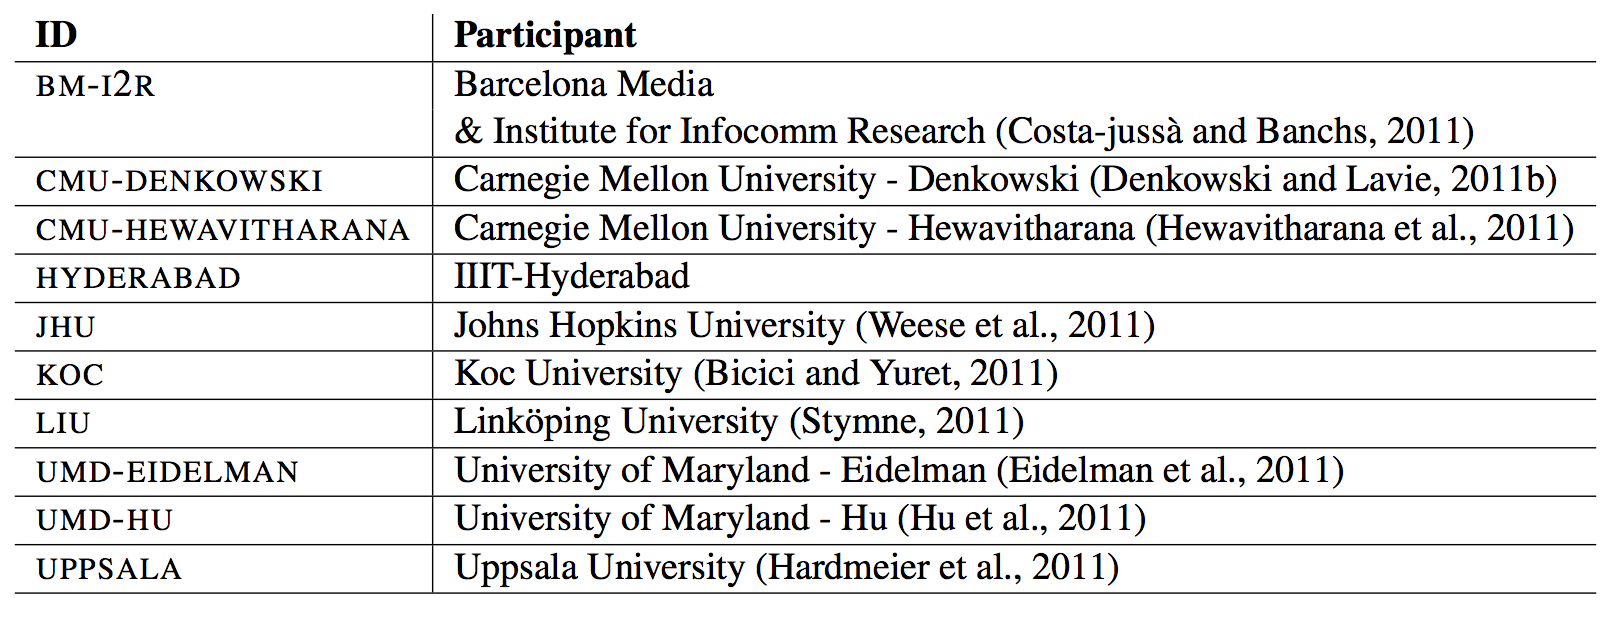 ID Participant
BM-I2R Barcelona Media
& Institute for Infocomm Research (Costa-jussà and Banchs, 2011)
CMU-DENKOWSKI Carnegie Mellon University - Denkowski (Denkowski and Lavie, 2011b)
CMU-HEWAVITHARANA Carnegie Mellon University - Hewavitharana (Hewavitharana et al., 2011)
HYDERABAD IIIT-Hyderabad
JHU Johns Hopkins University (Weese et al., 2011)
KOC Koc University (Bicici and Yuret, 2011)
LIU Linköping University (Stymne, 2011)
UMD-EIDELMAN University of Maryland - Eidelman (Eidelman et al., 2011)
UMD-HU University of Maryland - Hu (Hu et al., 2011)
UPPSALA Uppsala University (Hardmeier et al., 2011)